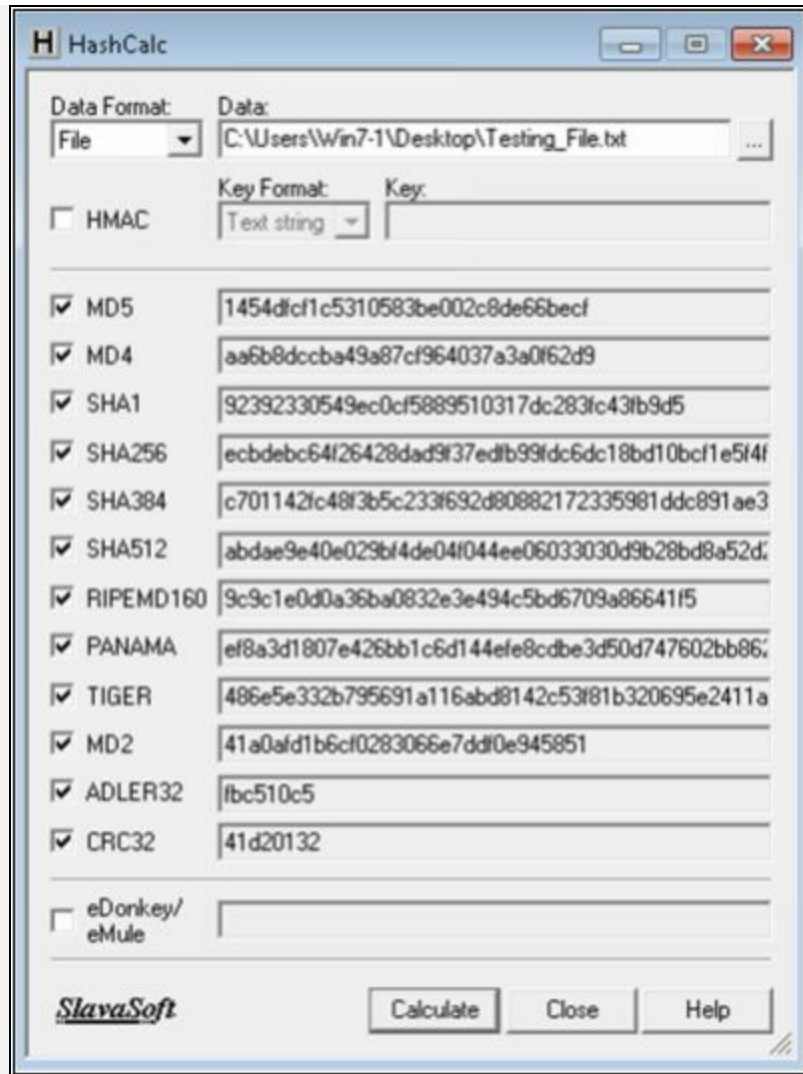 HashCalc
Data Format: Data:
File C:\Users\Win7-1\Desktop\Testing_File.txt ...
Key Format: Key:
HMAC Text string
MD5 1454dfcf1c5310583be002c8de66becf
MD4 aa6b8dccba49a87cf964037a3a0f62d9
SHA1 92392330549ec0cf5889510317dc283fc43fb9d5
SHA256 ecbdebc64f26428dad9f37edfb99fdc6dc18bd10bcf1e5f4f
SHA384 c701142fc48f3b5c233f692d80882172335981ddc891ae3
SHA512 abdae9e40e029bf4de04f044ee06033030d9b28bd8a52d2
RIPEMD160 9c9c1e0d0a36ba0832e3e494c5bd6709a86641f5
PANAMA ef8a3d1807e426bb1c6d144efe8cdbe3d50d747602bb862
TIGER 486e5e332b795691a116abd8142c53f81b320695e2411a
MD2 41a0afd1b6cf0283066e7ddf0e945851
ADLER32 fbc510c5
CRC32 41d20132
eDonkey/
eMule
SlavaSoft Calculate Close Help